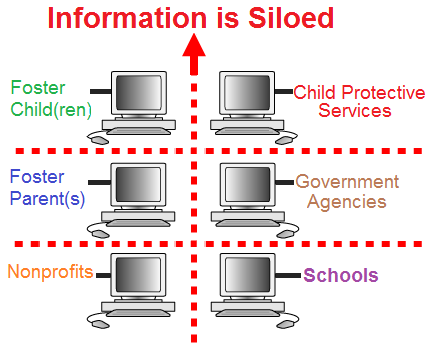 Information is Siloed
Foster
Child(ren)
Child Protective
Services
Foster
Parent(s)
Government
Agencies
Nonprofits
Schools